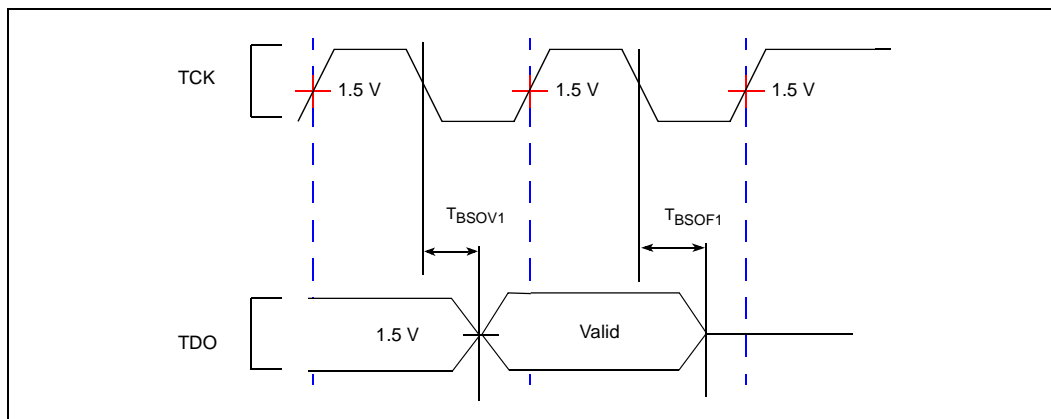 TCK
1.5 V
1.5 V
1.5 V
TBSOV1
TBSOF1
TDO
1.5 V
Valid